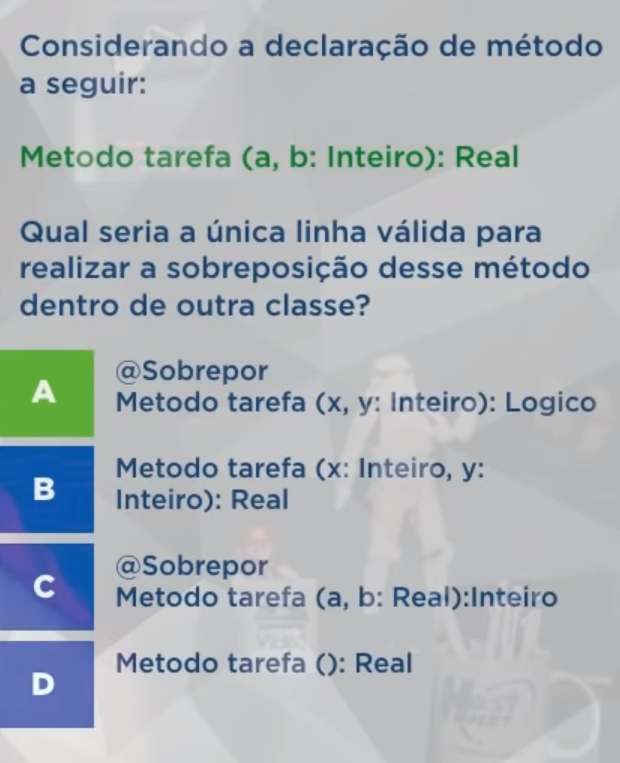 Considerando a declaração de método
a seguir:
Metodo tarefa (a, b: Inteiro): Real
Qual seria a única linha válida para
realizar a sobreposição desse método
dentro de outra classe?
A
@Sobrepor
Metodo tarefa (x, y: Inteiro): Logico
B
Metodo tarefa (x: Inteiro, y:
Inteiro): Real
C
@Sobrepor
Metodo tarefa (a, b: Real):Inteiro
D
Metodo tarefa (): Real